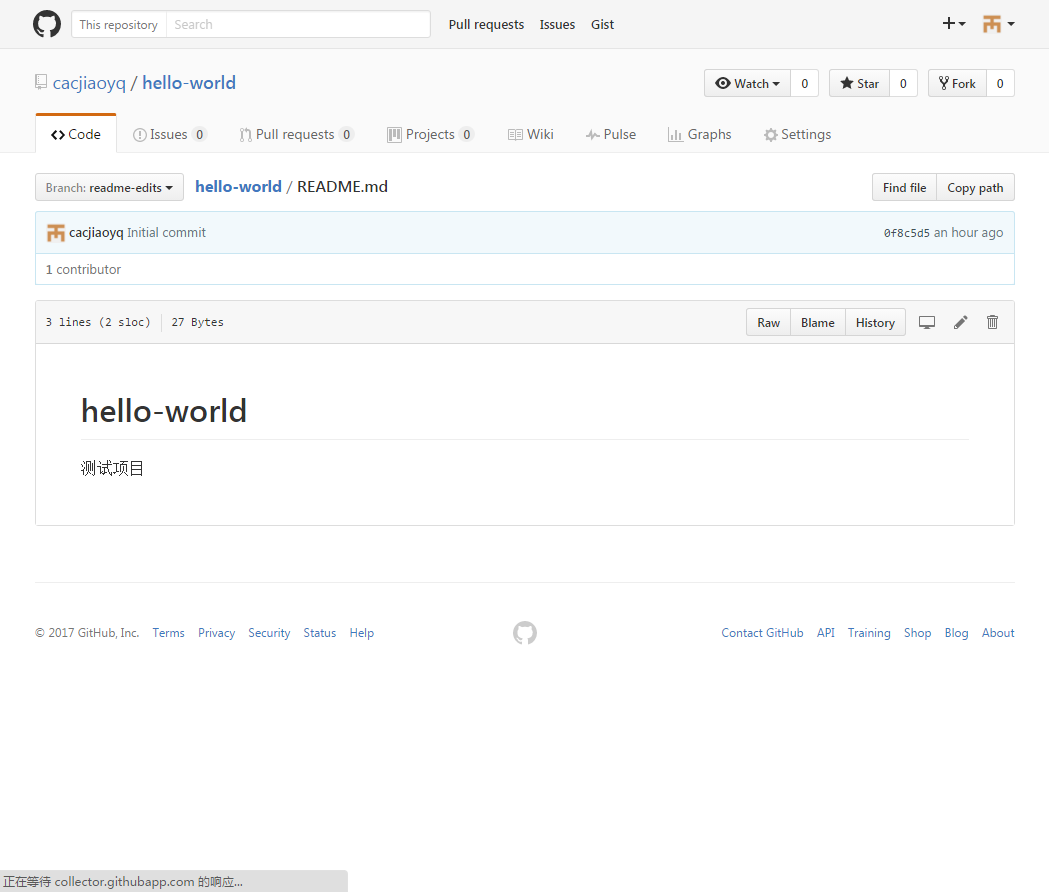 This repository Search Pull requests Issues Gist
cacjiaoyq / hello-world Watch 0 Star 0 Fork 0
Code Issues 0 Pull requests 0 Projects 0 Wiki Pulse Graphs Settings
Branch: readme-edits hello-world / README.md Find file Copy path
cacjiaoyq Initial commit 0f8c5d5 an hour ago
1 contributor
3 lines (2 sloc) 27 Bytes Raw Blame History
hello-world
测试项目
© 2017 GitHub, Inc. Terms Privacy Security Status Help Contact GitHub API Training Shop Blog About
正在等待 collector.githubapp.com 的响应...